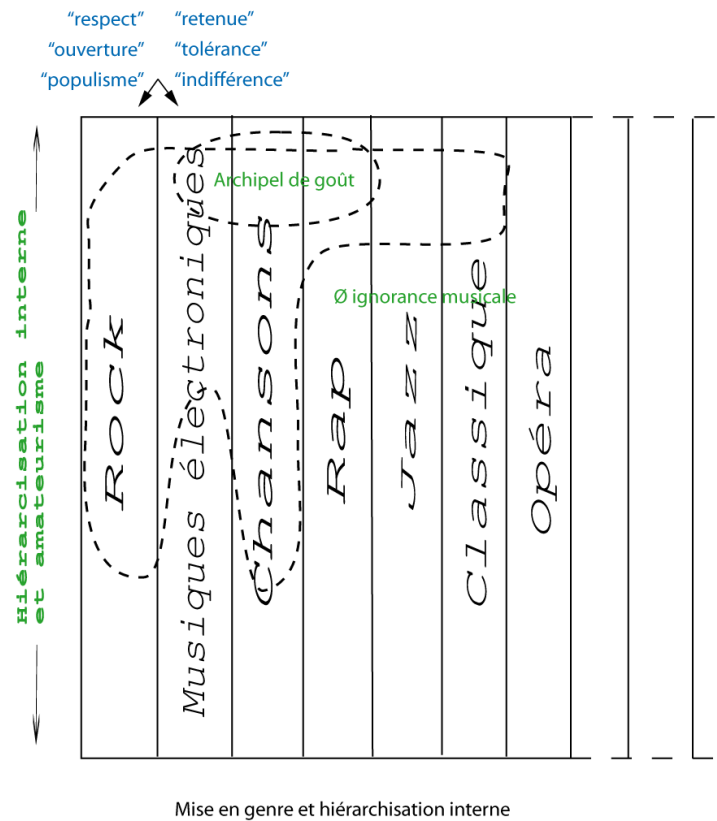 “respect” “retenue”
“ouverture” “tolérance”
“populisme” “indifférence”
Archipel de goût
Ø ignorance musicale
Hiérarcisation interne
et amateurisme
Rock
Musiques électroniques
Chansons
Rap
Jazz
Classique
Opéra
Mise en genre et hiérarchisation interne